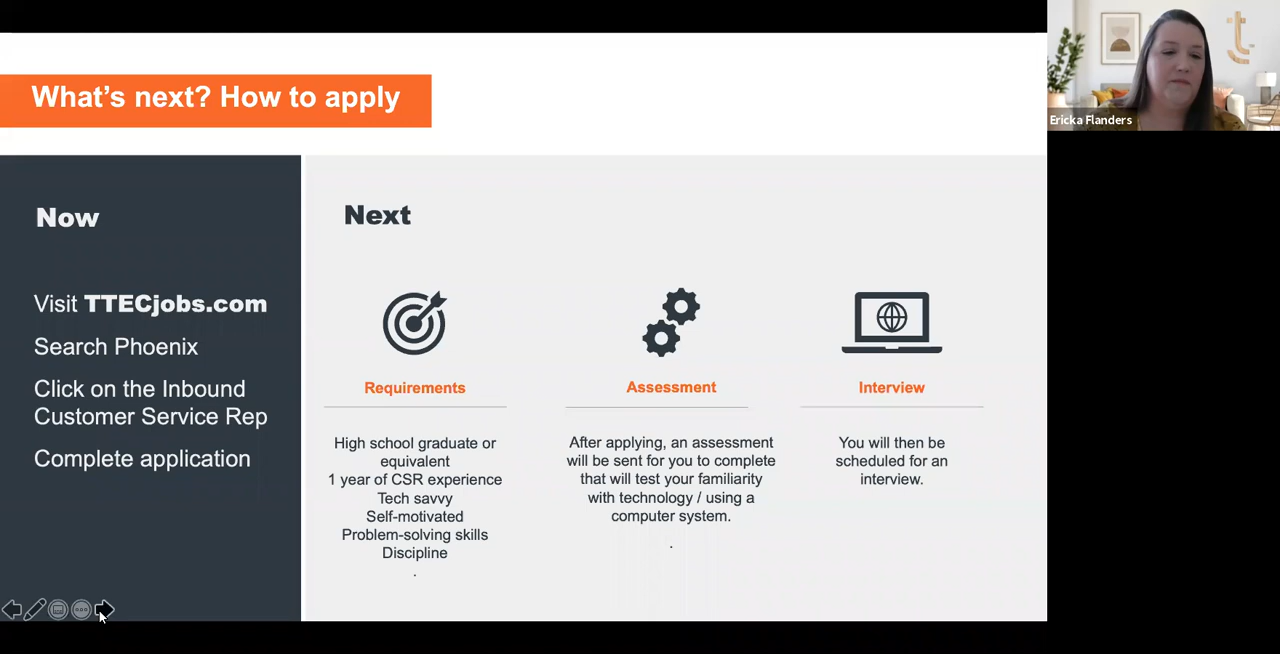 What's next? How to apply
Ericka Flanders
Now
Visit TTECjobs.com
Search Phoenix
Click on the Inbound
Customer Service Rep
Complete application
Next
Requirements
High school graduate or
equivalent
1 year of CSR experience
Tech savvy
Self-motivated
Problem-solving skills
Discipline
.
Assessment
After applying, an assessment
will be sent for you to complete
that will test your familiarity
with technology / using a
computer system.
.
Interview
You will then be
scheduled for an
interview.